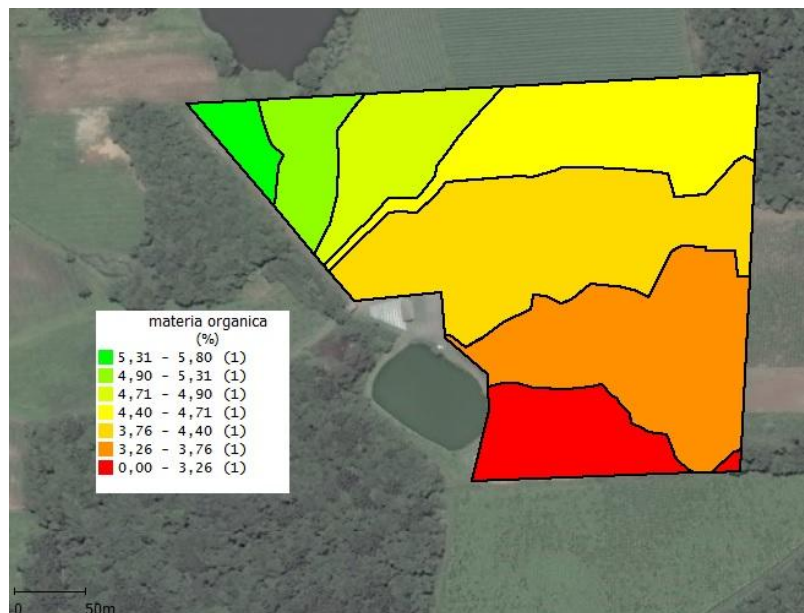 materia organica
(%)
5,31 - 5,80 (1)
4,90 - 5,31 (1)
4,71 - 4,90 (1)
4,40 - 4,71 (1)
3,76 - 4,40 (1)
3,26 - 3,76 (1)
0,00 - 3,26 (1)
0 50m